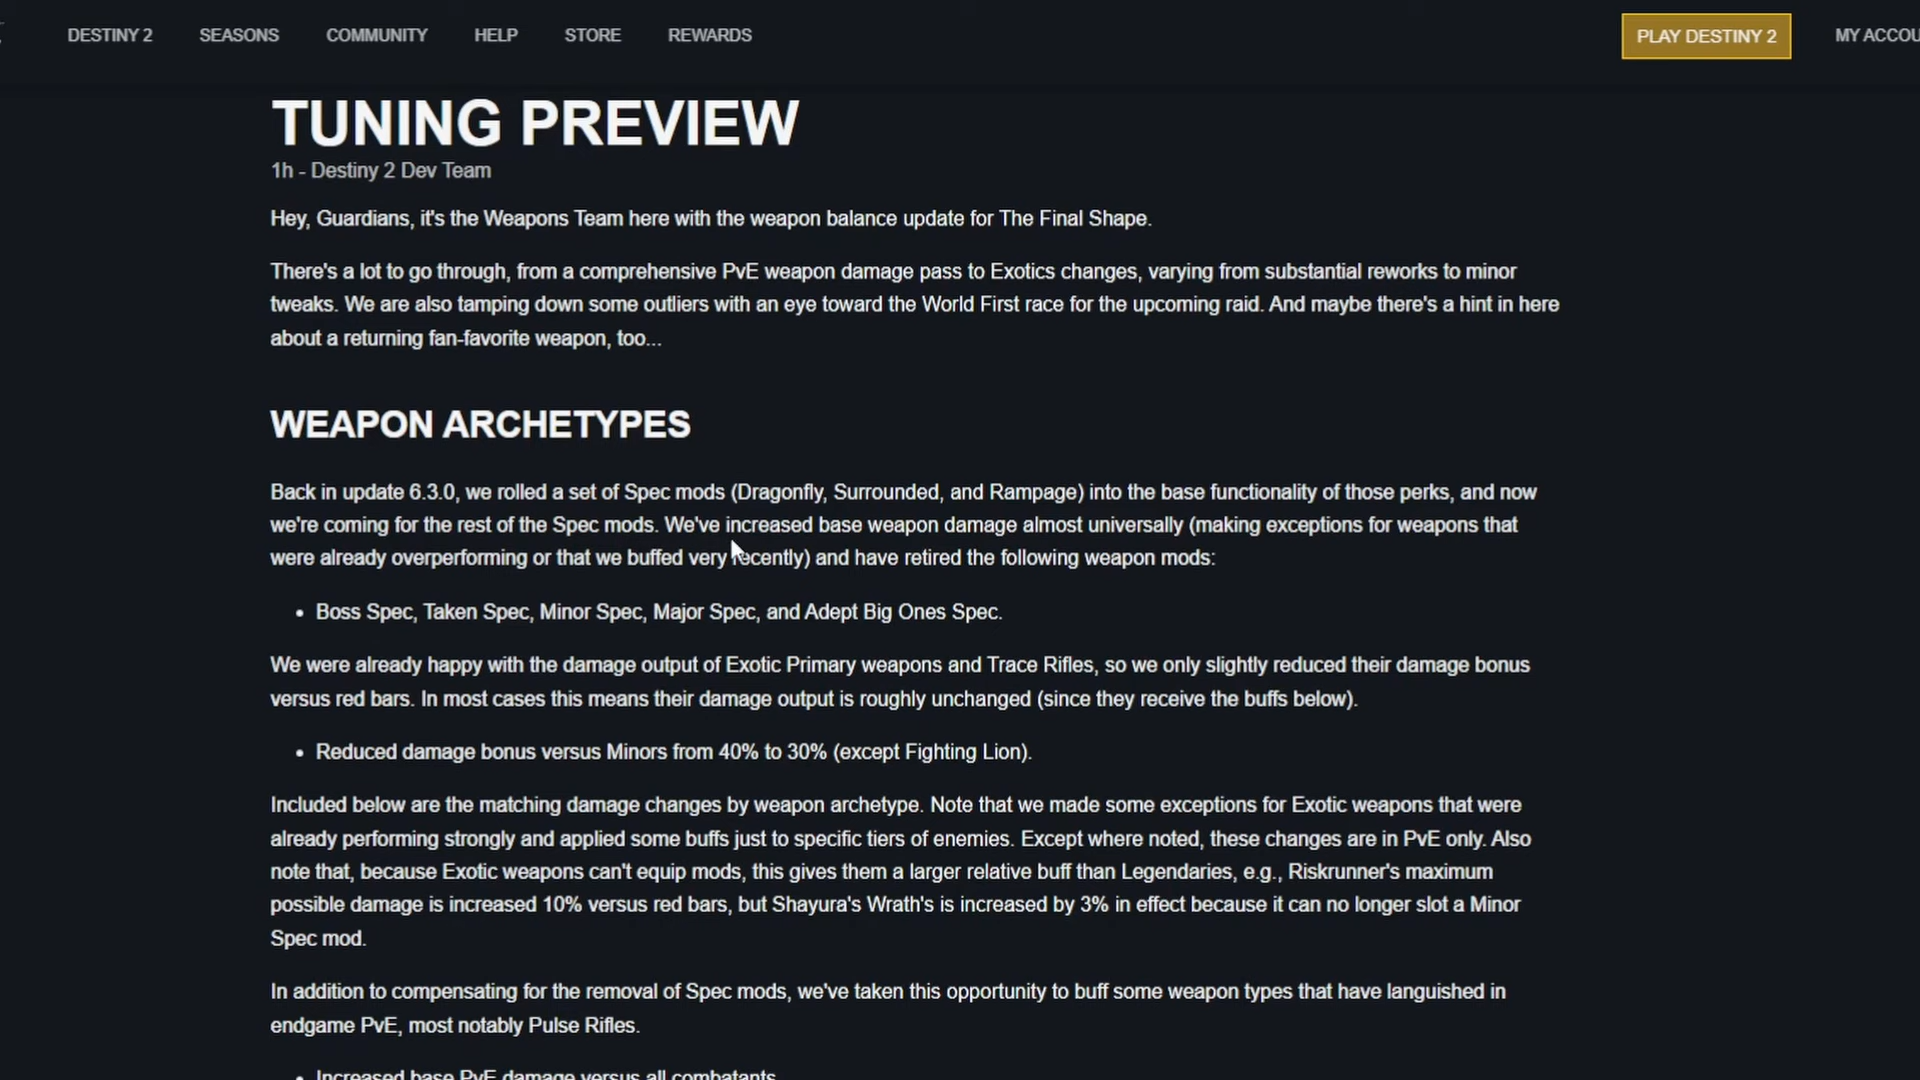 DESTINY 2 SEASONS COMMUNITY HELP STORE REWARDS PLAY DESTINY 2 MY ACCOU
TUNING PREVIEW
1h - Destiny 2 Dev Team
Hey, Guardians, it's the Weapons Team here with the weapon balance update for The Final Shape.
There's a lot to go through, from a comprehensive PvE weapon damage pass to Exotics changes, varying from substantial reworks to minor
tweaks. We are also tamping down some outliers with an eye toward the World First race for the upcoming raid. And maybe there's a hint in here
about a returning fan-favorite weapon, too...
WEAPON ARCHETYPES
Back in update 6.3.0, we rolled a set of Spec mods (Dragonfly, Surrounded, and Rampage) into the base functionality of those perks, and now
we're coming for the rest of the Spec mods. We've increased base weapon damage almost universally (making exceptions for weapons that
were already overperforming or that we buffed very recently) and have retired the following weapon mods:
• Boss Spec, Taken Spec, Minor Spec, Major Spec, and Adept Big Ones Spec.
We were already happy with the damage output of Exotic Primary weapons and Trace Rifles, so we only slightly reduced their damage bonus
versus red bars. In most cases this means their damage output is roughly unchanged (since they receive the buffs below).
• Reduced damage bonus versus Minors from 40% to 30% (except Fighting Lion).
Included below are the matching damage changes by weapon archetype. Note that we made some exceptions for Exotic weapons that were
already performing strongly and applied some buffs just to specific tiers of enemies. Except where noted, these changes are in PvE only. Also
note that, because Exotic weapons can't equip mods, this gives them a larger relative buff than Legendaries, e.g., Riskrunner's maximum
possible damage is increased 10% versus red bars, but Shayura's Wrath's is increased by 3% in effect because it can no longer slot a Minor
Spec mod.
In addition to compensating for the removal of Spec mods, we've taken this opportunity to buff some weapon types that have languished in
endgame PvE, most notably Pulse Rifles.
• Increased base PvE damage versus all combatants